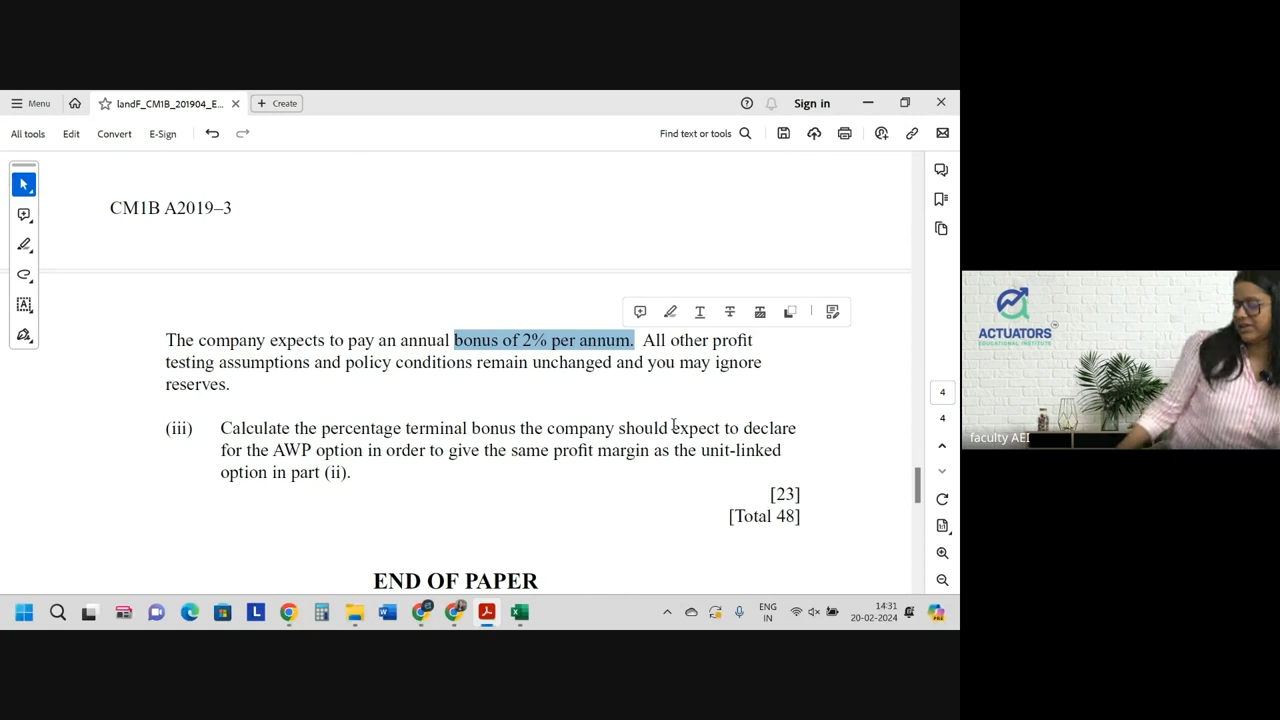 Menu
landF_CM1B_201904_E...
Create
Sign in
All tools
Edit
Convert
E-Sign
Find text or tools
CM1B A2019–3
The company expects to pay an annual bonus of 2% per annum. All other profit
testing assumptions and policy conditions remain unchanged and you may ignore
reserves.
(iii) Calculate the percentage terminal bonus the company should expect to declare
for the AWP option in order to give the same profit margin as the unit-linked
option in part (ii).
[23]
[Total 48]
END OF PAPER
4
4
ENG
IN
14:31
20-02-2024
ACTUATORS
EDUCATIONAL INSTITUTE
TM
faculty AEI